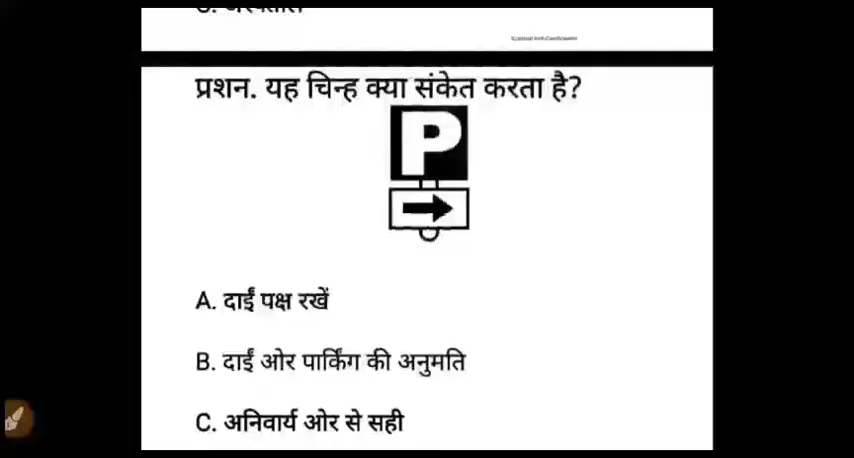 प्रशन. यह चिन्ह क्या संकेत करता है?
P
A. दाईं पक्ष रखें
B. दाईं ओर पार्किंग की अनुमति
C. अनिवार्य ओर से सही